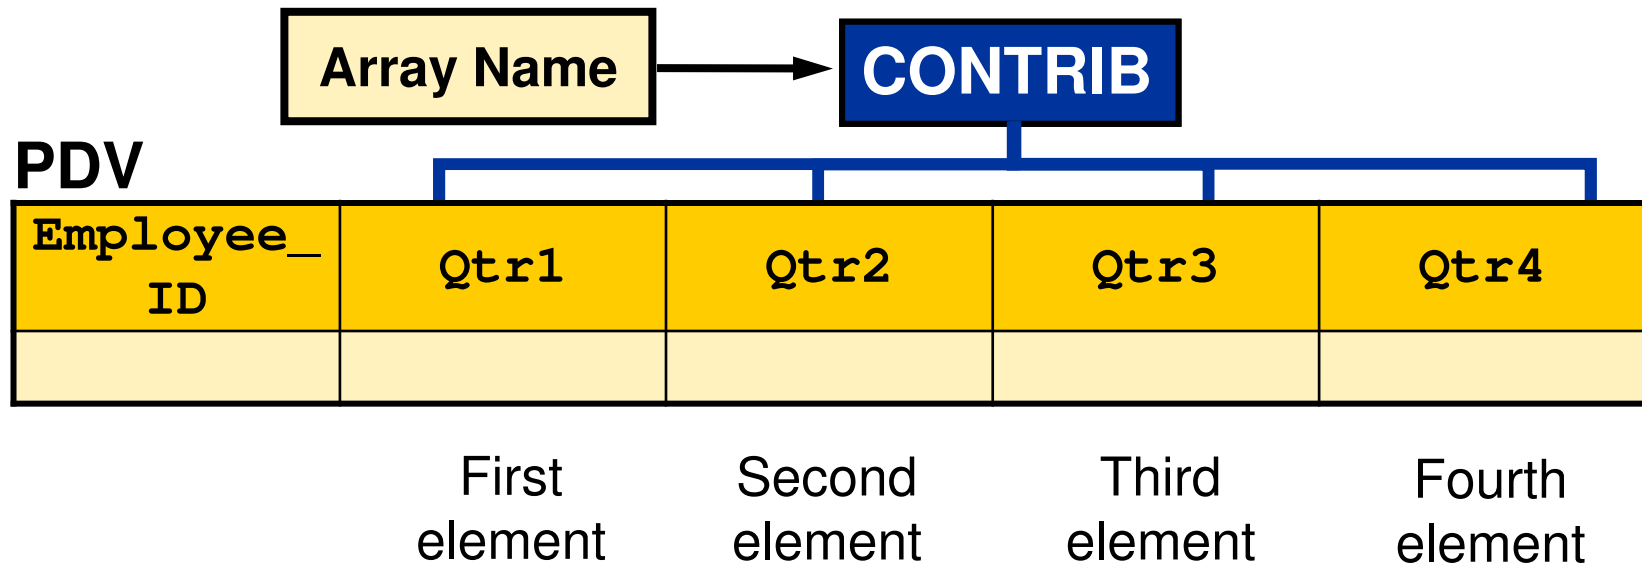 Array Name
CONTRIB
PDV
Employee_
ID
Qtr1
Qtr2
Qtr3
Qtr4
First
element
Second
element
Third
element
Fourth
element